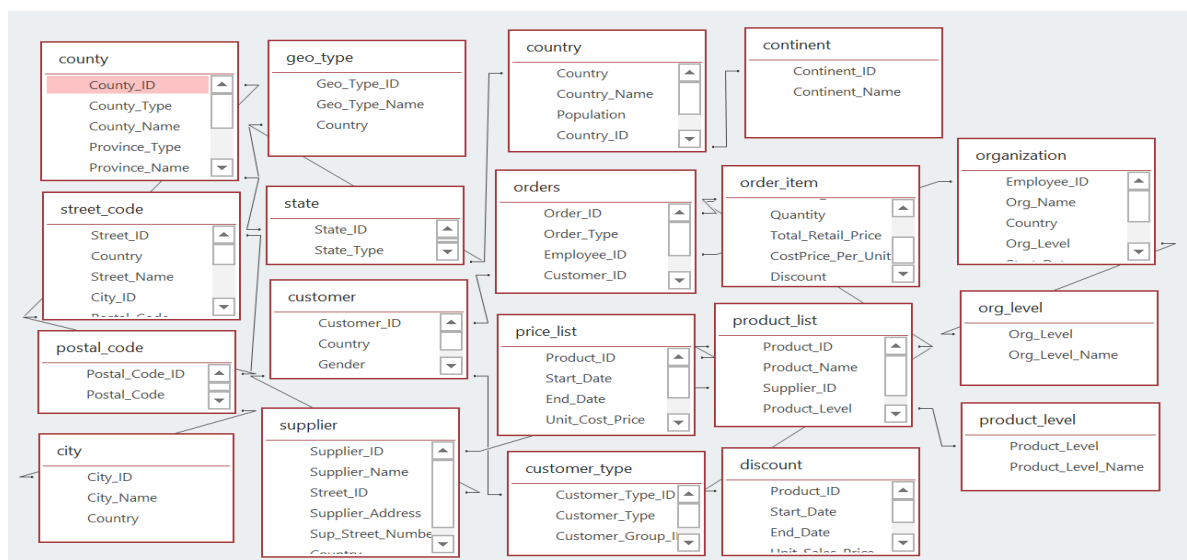 county
County_ID
County_Type
County_Name
Province_Type
Province_Name
geo_type
Geo_Type_ID
Geo_Type_Name
Country
country
Country
Country_Name
Population
Country_ID
continent
Continent_ID
Continent_Name
organization
Employee_ID
Org_Name
Country
Org_Level
street_code
Street_ID
Country
Street_Name
City_ID
state
State_ID
State_Type
orders
Order_ID
Order_Type
Employee_ID
Customer_ID
order_item
Quantity
Total_Retail_Price
CostPrice_Per_Unit
Discount
customer
Customer_ID
Country
Gender
price_list
Product_ID
Start_Date
End_Date
Unit_Cost_Price
product_list
Product_ID
Product_Name
Supplier_ID
Product_Level
org_level
Org_Level
Org_Level_Name
postal_code
Postal_Code_ID
Postal_Code
supplier
Supplier_ID
Supplier_Name
Street_ID
Supplier_Address
Sup_Street_Numbe
Country
product_level
Product_Level
Product_Level_Name
city
City_ID
City_Name
Country
customer_type
Customer_Type_ID
Customer_Type
Customer_Group_I
discount
Product_ID
Start_Date
End_Date
Unit_Sales_Price